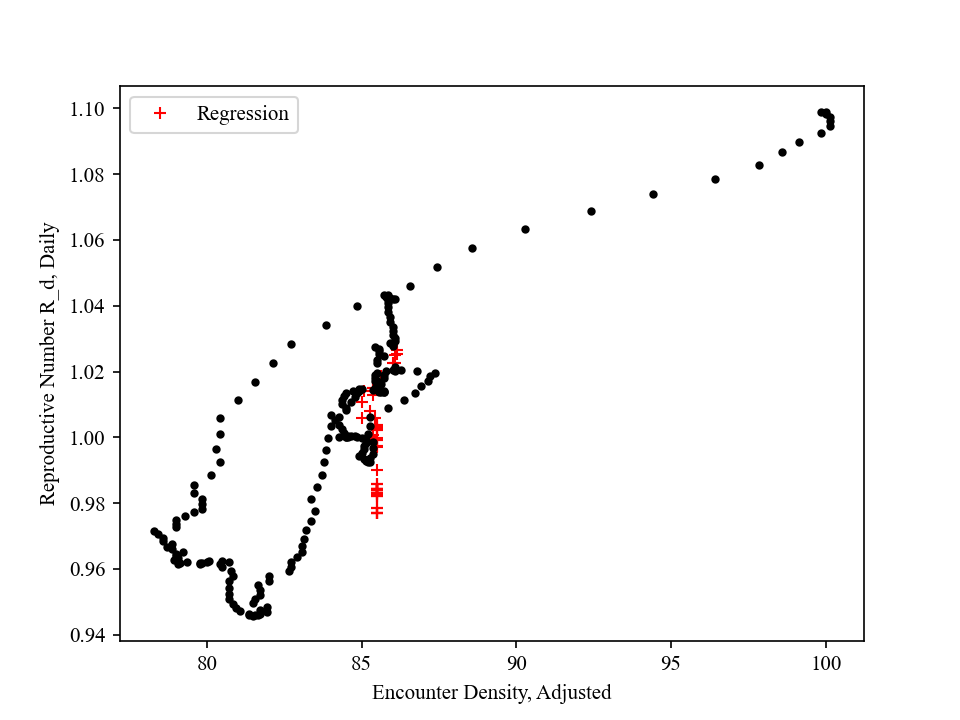 Regression
1.10
1.08
1.06
1.04
1.02
1.00
0.98
0.96
0.94
Reproductive Number R_d, Daily
80 85 90 95 100
Encounter Density, Adjusted